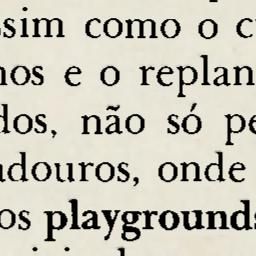 ssim como o c
nos e o replan
dos, não só pe
adouros, onde
os playgrounds